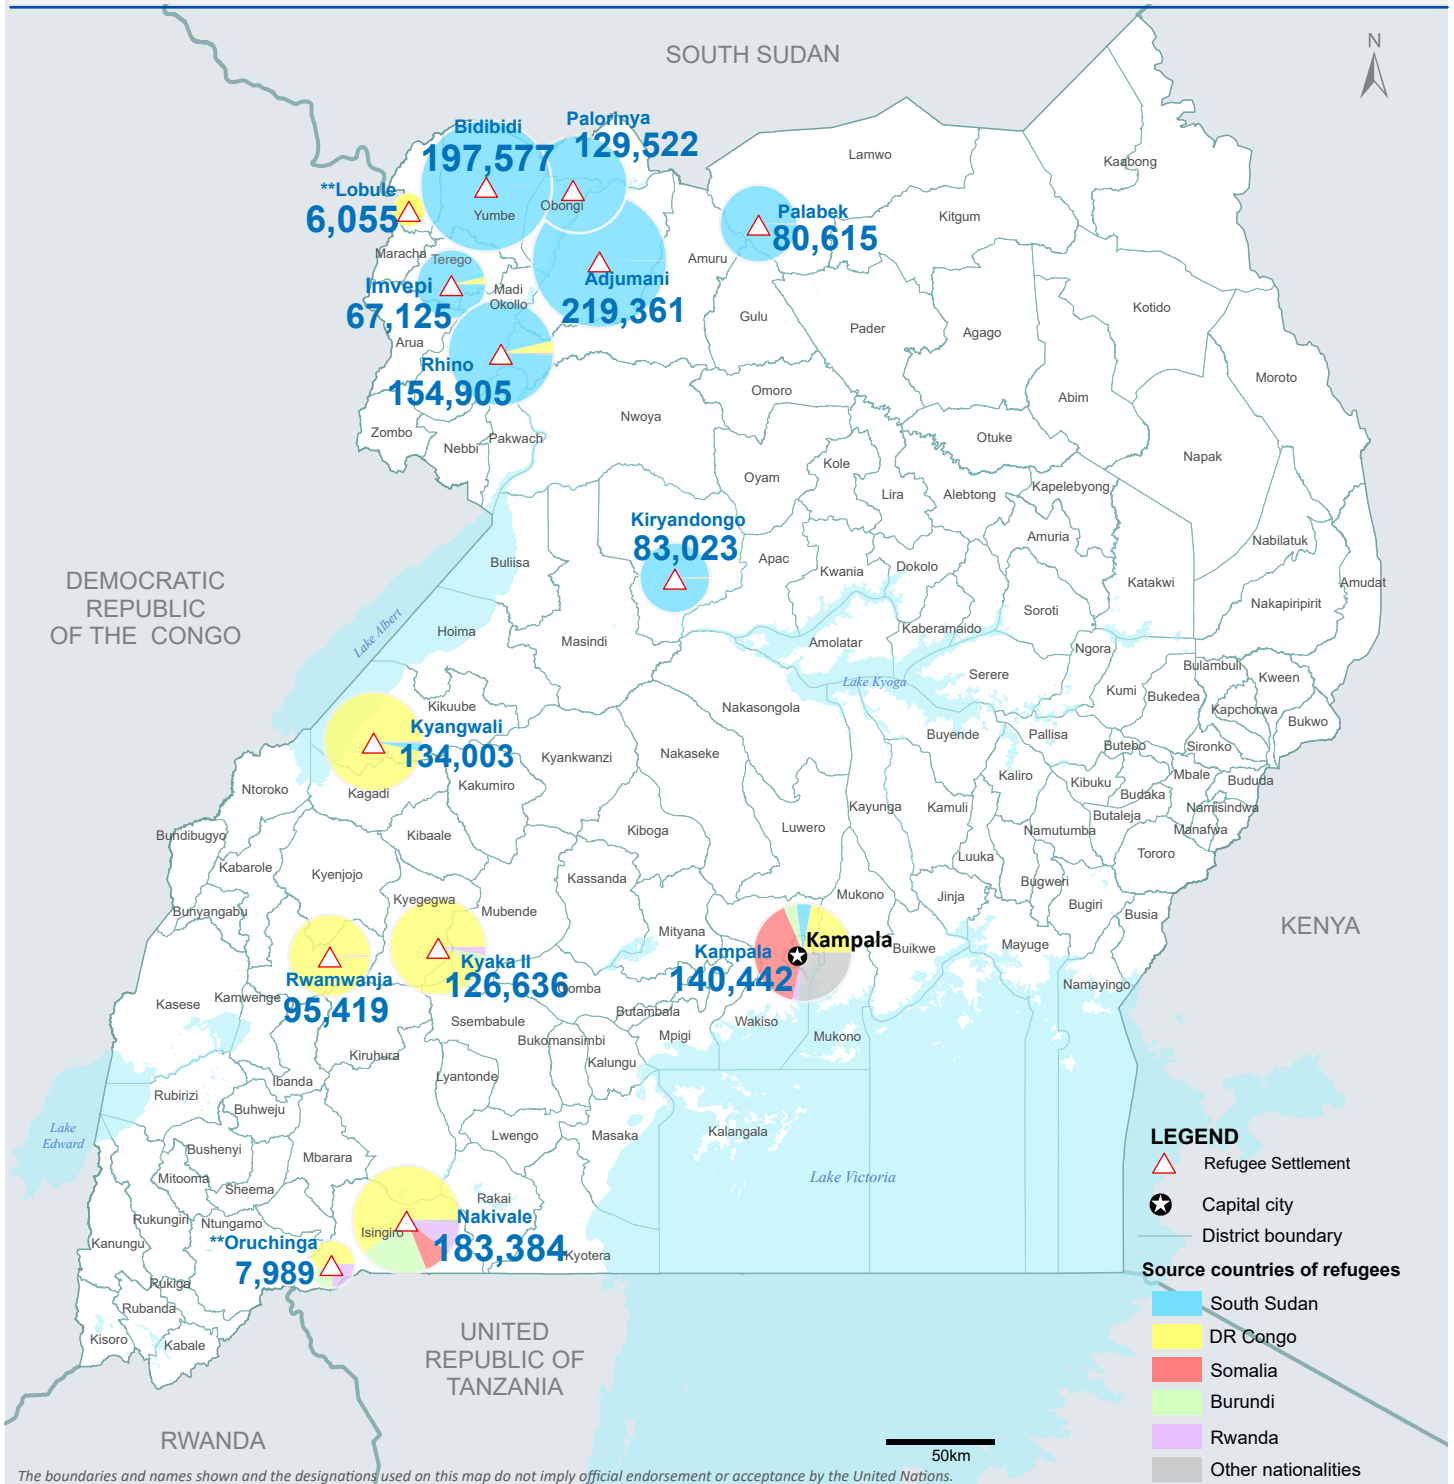 SOUTH SUDAN
N
Bidibidi
197,577
Palorinya
129,522
**Lobule
6,055
Yumbe
Obongi
Palabek
80,615
Lamwo
Kaabong
Kitgum
Maracha
Terego
Imvepi
67,125
Madi
Okollo
Adjumani
219,361
Amuru
Arua
Rhino
154,905
Gulu
Pader
Agago
Kotido
Moroto
Abim
Omoro
Nwoya
Otuke
Napak
Zombo
Nebbi
Pakwach
Oyam
Kole
Lira
Alebtong
Kapelebyong
Kiryandongo
83,023
Buliisa
Apac
Kwania
Dokolo
Amuria
Katakwi
Nabilatuk
Amudat
Nakapiripirit
DEMOCRATIC
REPUBLIC
OF THE CONGO
Lake Albert
Hoima
Masindi
Amolatar
Kaberamaido
Soroti
Ngora
Lake Kyoga
Serere
Kumi
Bukedea
Bulambuli
Kween
Kapchorwa
Bukwo
Kikuube
Kyangwali
134,003
Kagadi
Kakumiro
Kyankwanzi
Nakaseke
Nakasongola
Buyende
Pallisa
Butebo
Sironko
Kaliro
Kibuku
Mbale
Bududa
Budaka
Namisindwa
Butaleja
Manafwa
Ntoroko
Bundibugyo
Kabarole
Kyenjojo
Kibaale
Kiboga
Luwero
Kayunga
Kamuli
Namutumba
Tororo
Luuka
Bugweri
Bunyangabu
Kyegegwa
Mubende
Kassanda
Mukono
Jinja
Bugiri
Busia
KENYA
Mityana
Kampala
Kampala
140,442
Buikwe
Mayuge
Namayingo
Rwamwanja
95,419
Kyaka II
126,636
Gomba
Kasese
Kamwenge
Ssembabule
Butambala
Bukomansimbi
Mpigi
Wakiso
Mukono
Kiruhura
Kalungu
Lyantonde
Ibanda
Rubirizi
Buhweju
Lake
Edward
Bushenyi
Mitooma
Sheema
Mbarara
Lwengo
Masaka
Kalangala
Lake Victoria
Rukungiri
Ntungamo
Kanungu
Rakai
Isingiro
Nakivale
183,384
Kyotera
**Oruchinga
7,989
Rukiga
Rubanda
Kisoro
Kabale
UNITED
REPUBLIC OF
TANZANIA
RWANDA
LEGEND
Refugee Settlement
Capital city
District boundary
Source countries of refugees
South Sudan
DR Congo
Somalia
Burundi
Rwanda
Other nationalities
50km
The boundaries and names shown and the designations used on this map do not imply official endorsement or acceptance by the United Nations.